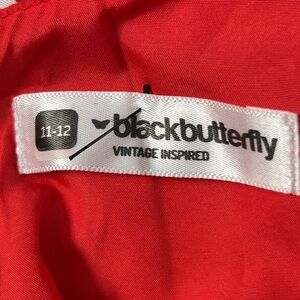 11-12
blackbutterfly
VINTAGE INSPIRED